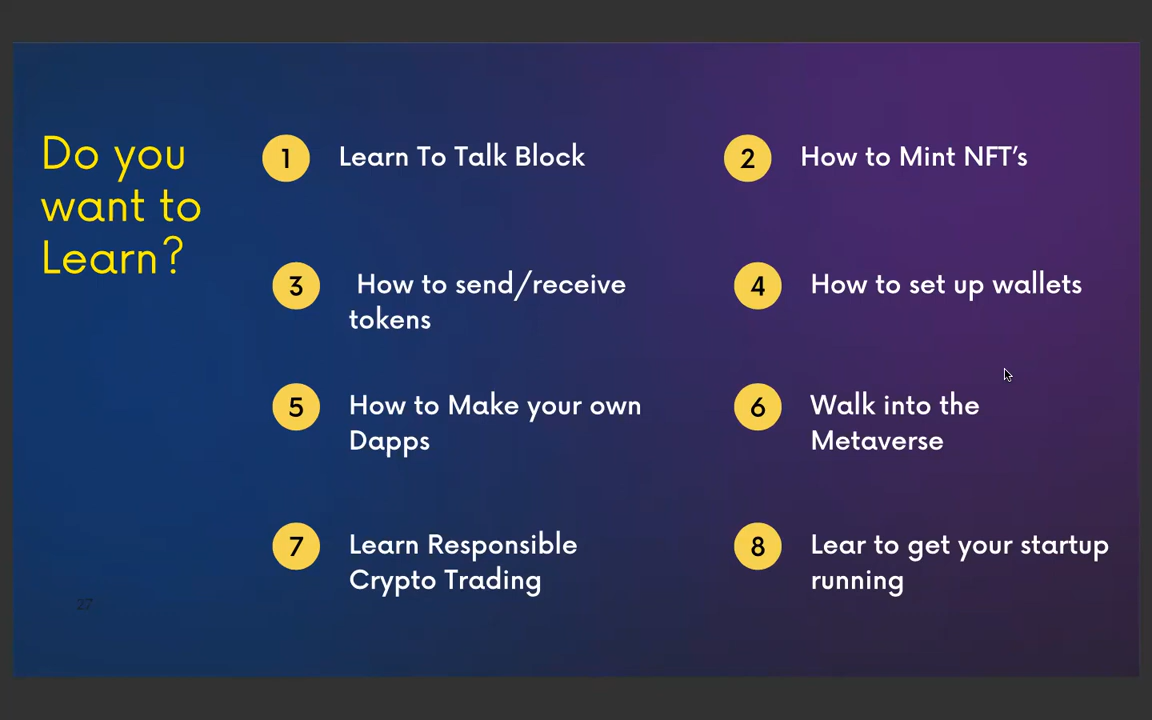 Do you
want to
Learn?
1 Learn To Talk Block
2 How to Mint NFT's
3 How to send/receive
tokens
4 How to set up wallets
5 How to Make your own
Dapps
6 Walk into the
Metaverse
7 Learn Responsible
Crypto Trading
8 Lear to get your startup
running
27